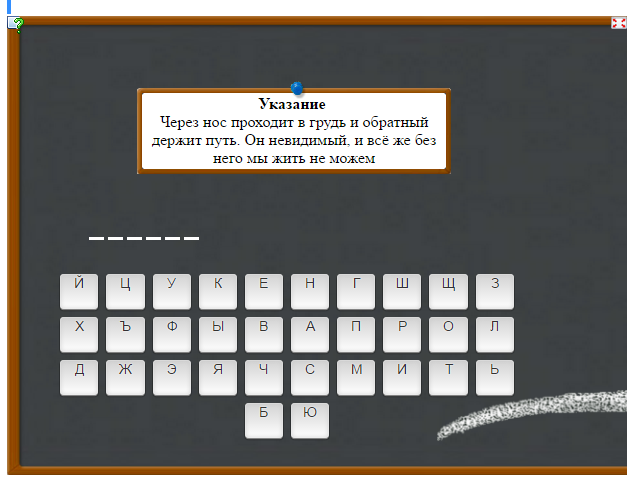 Указание
Через нос проходит в грудь и обратный
держит путь. Он невидимый, и всё же без
него мы жить не можем
_ _ _ _ _ _
Й Ц У К Е Н Г Ш Щ З
Х Ъ Ф Ы В А П Р О Л
Д Ж Э Я Ч С М И Т Ь
Б Ю